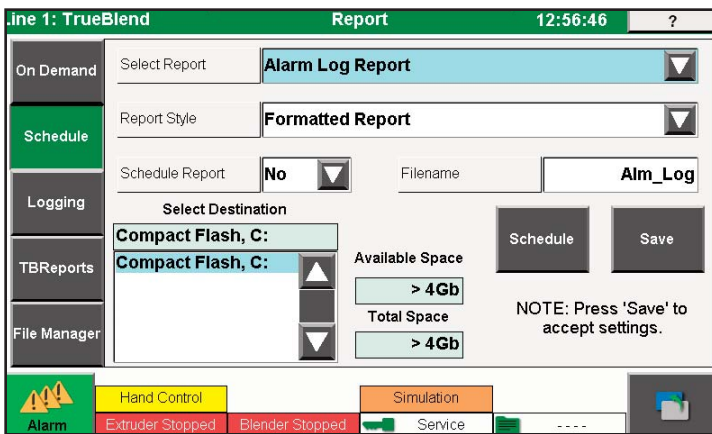 ine 1: TrueBlend Report 12:56:46 ?
On Demand
Schedule
Logging
TBReports
File Manager
Select Report Alarm Log Report
Report Style Formatted Report
Schedule Report No Filename Alm_Log
Select Destination
Compact Flash, C:
Compact Flash, C:
Available Space
> 4Gb
Total Space
> 4Gb
Schedule Save
NOTE: Press 'Save' to
accept settings.
Alarm
Hand Control Simulation
Extruder Stopped Blender Stopped Service ----